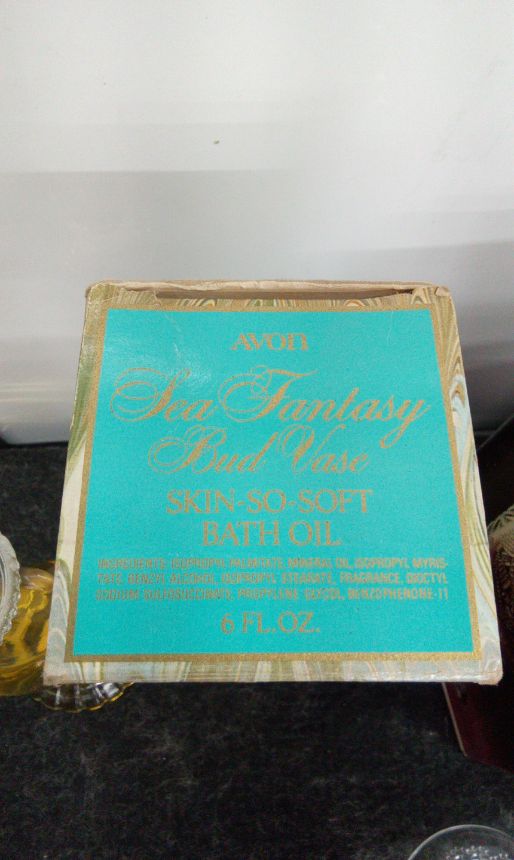 AVON
Sea Fantasy
Bud Vase
SKIN-SO-SOFT
BATH OIL
INGREDIENTS: ISOPROPYL PALMITATE, MINERAL OIL, ISOPROPYL MYRIS-
TATE, BENZYL ALCOHOL, ISOPROPYL STEARATE, FRAGRANCE, DIOCTYL
SODIUM SULFOSUCCINATE, PROPYLENE GLYCOL, BENZOPHENONE-11
6 FL. OZ.